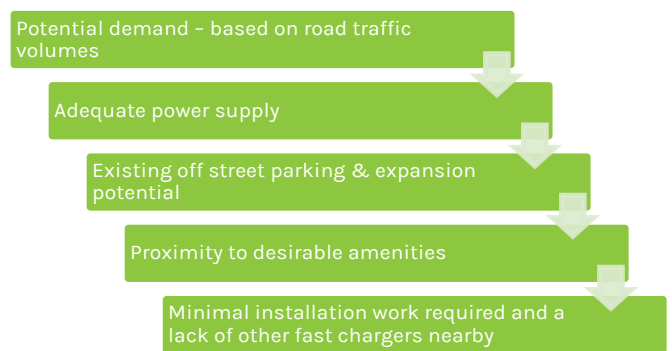 Potential demand – based on road traffic
volumes
Adequate power supply
Existing off street parking & expansion
potential
Proximity to desirable amenities
Minimal installation work required and a
lack of other fast chargers nearby